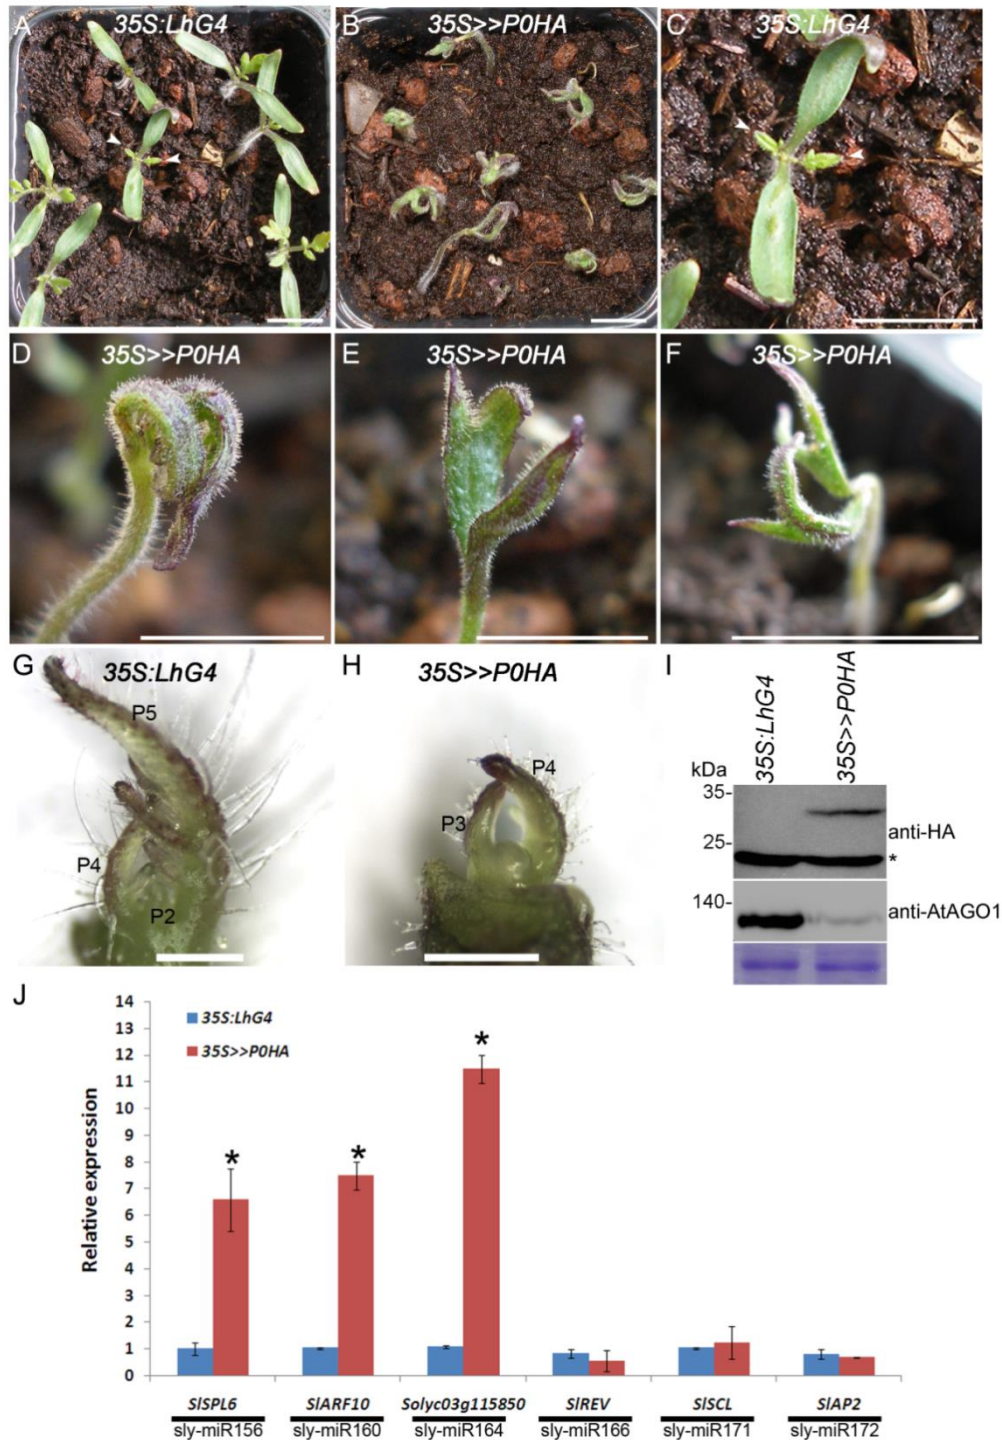 A 35S:LhG4
B 35S>>P0HA
C 35S:LhG4
D 35S>>P0HA
E 35S>>P0HA
F 35S>>P0HA
G 35S:LhG4
P5
P4
P2
H 35S>>P0HA
P4
P3
I
35S:LhG4
35S>>P0HA
kDa
35-
25-
anti-HA
*
140-
anti-AtAGO1
J
Relative expression
14
13
12
11
10
9
8
7
6
5
4
3
2
1
0
35S:LhG4
35S>>P0HA
* * *
SlSPL6 SlARF10 Solyc03g115850 SlREV SlSCL SlAP2
sly-miR156 sly-miR160 sly-miR164 sly-miR166 sly-miR171 sly-miR172